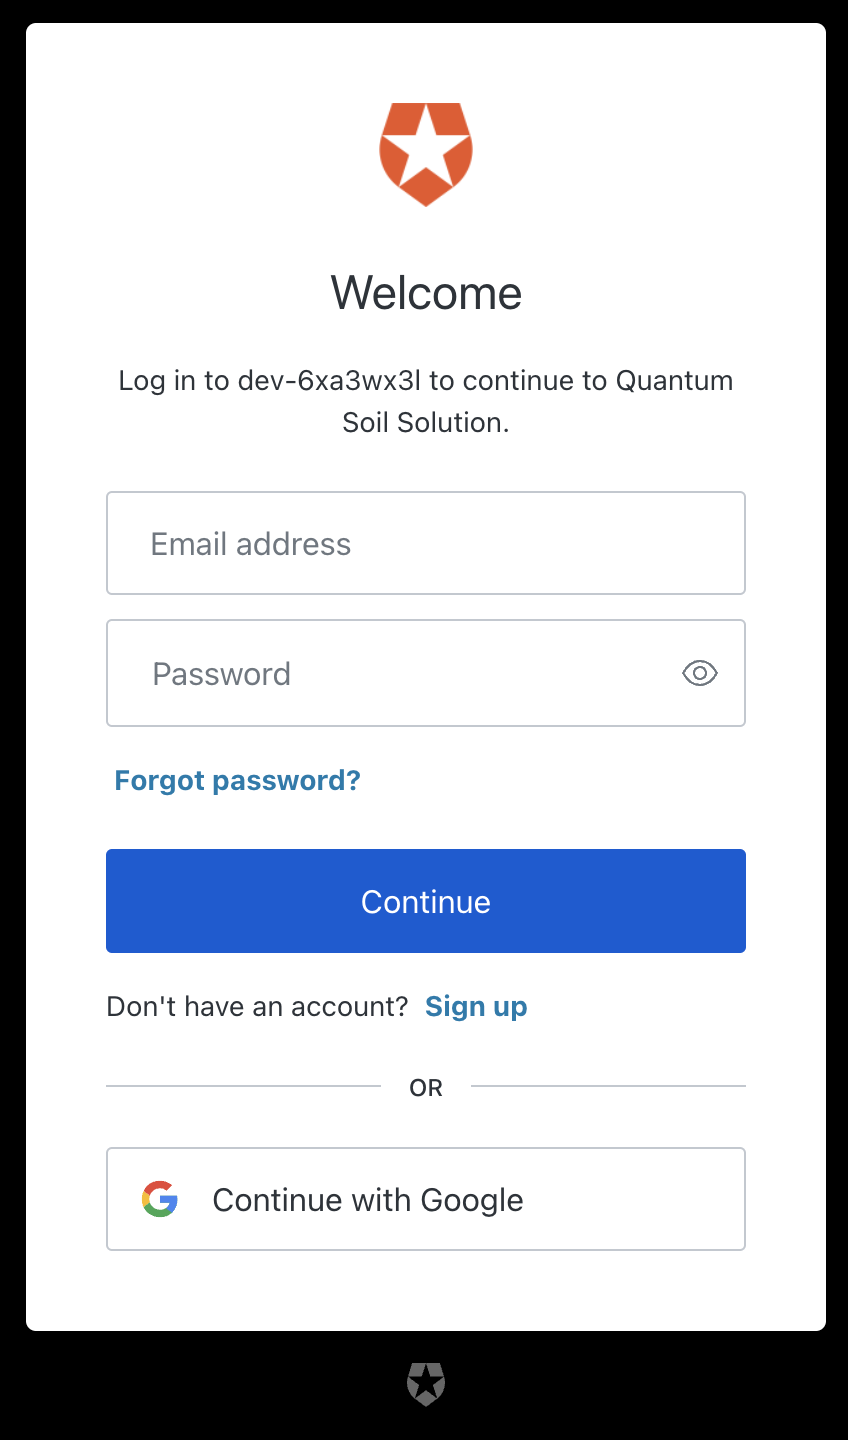 Welcome
Log in to dev-6xa3wx3l to continue to Quantum
Soil Solution.
Email address
Password
Forgot password?
Continue
Don't have an account? Sign up
OR
Continue with Google